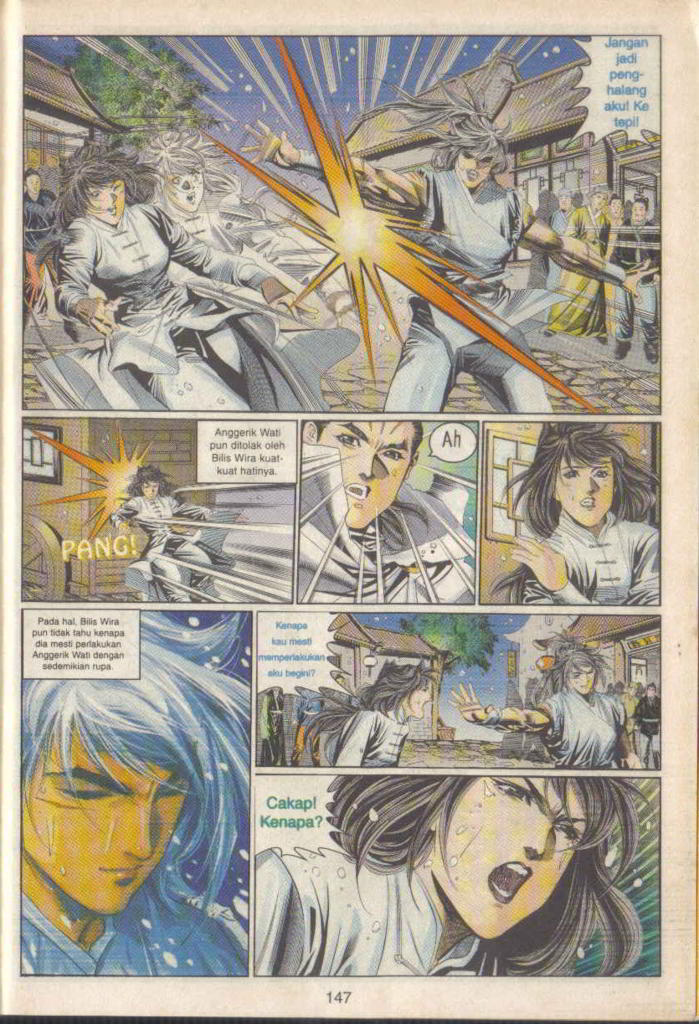 Jangan
jadi
peng-
halang
aku! Ke
tepi!
Anggerik Wati
pun ditolak oleh
Bilis Wira kuat-
kuat hatinya.
PANG!
Ah
Pada hal, Bilis Wira
pun tidak tahu kenapa
dia mesti perlakukan
Anggerik Wati dengan
sedemikian rupa.
Kenapa
kau mesti
memperlakukan
aku begini?
Cakap!
Kenapa?
147